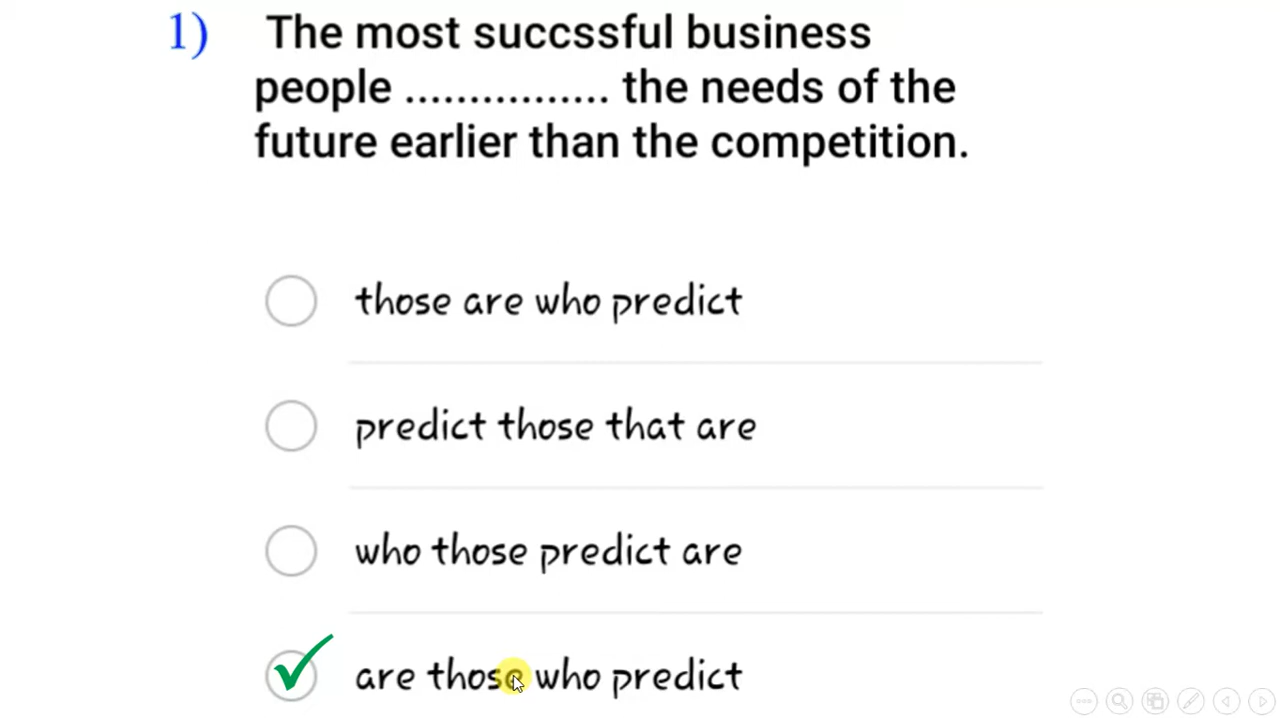 1) The most succssful business
people ................ the needs of the
future earlier than the competition.
those are who predict
predict those that are
who those predict are
are those who predict